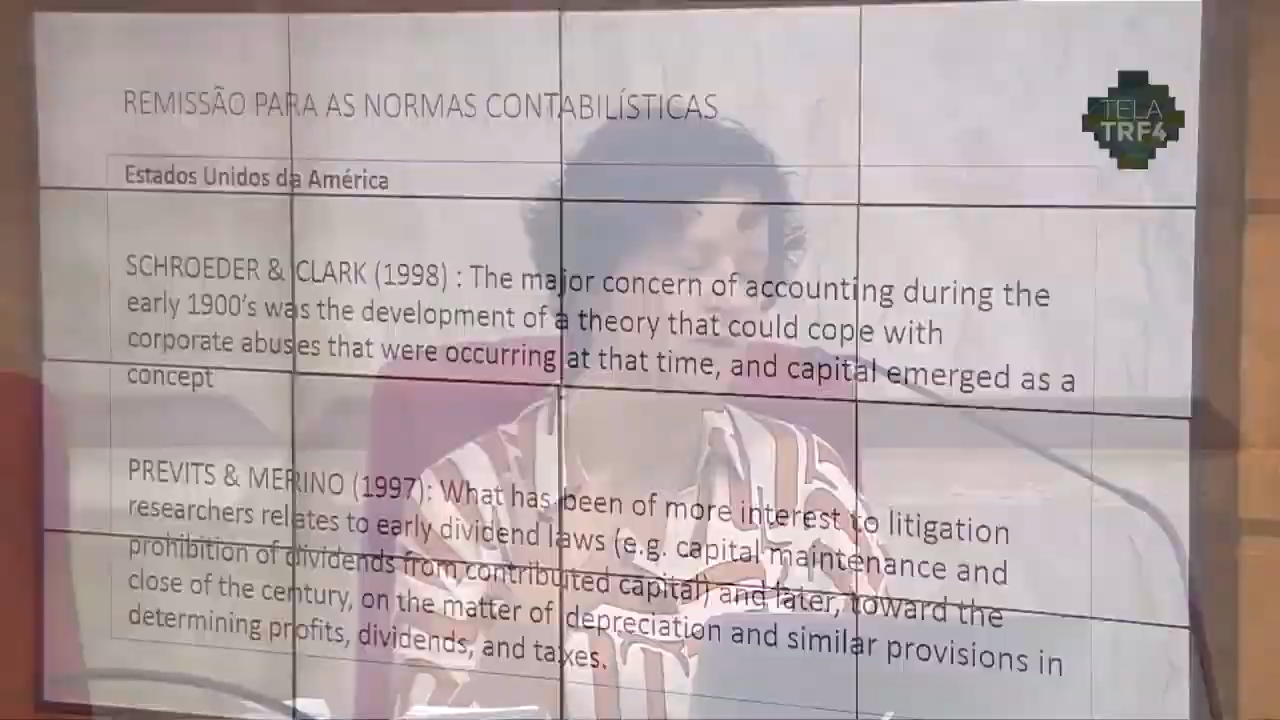 REMISSÃO PARA AS NORMAS CONTABILÍSTICAS
TELA
TRF4
Estados Unidos da América
SCHROEDER & CLARK (1998) : The major concern of accounting during the
early 1900's was the development of a theory that could cope with
corporate abuses that were occurring at that time, and capital emerged as a
concept
PREVITS & MERINO (1997): What has been of more interest to litigation
researchers relates to early dividend laws (e.g. capital maintenance and
prohibition of dividends from contributed capital) and later, toward the
close of the century, on the matter of depreciation and similar provisions in
determining profits, dividends, and taxes.